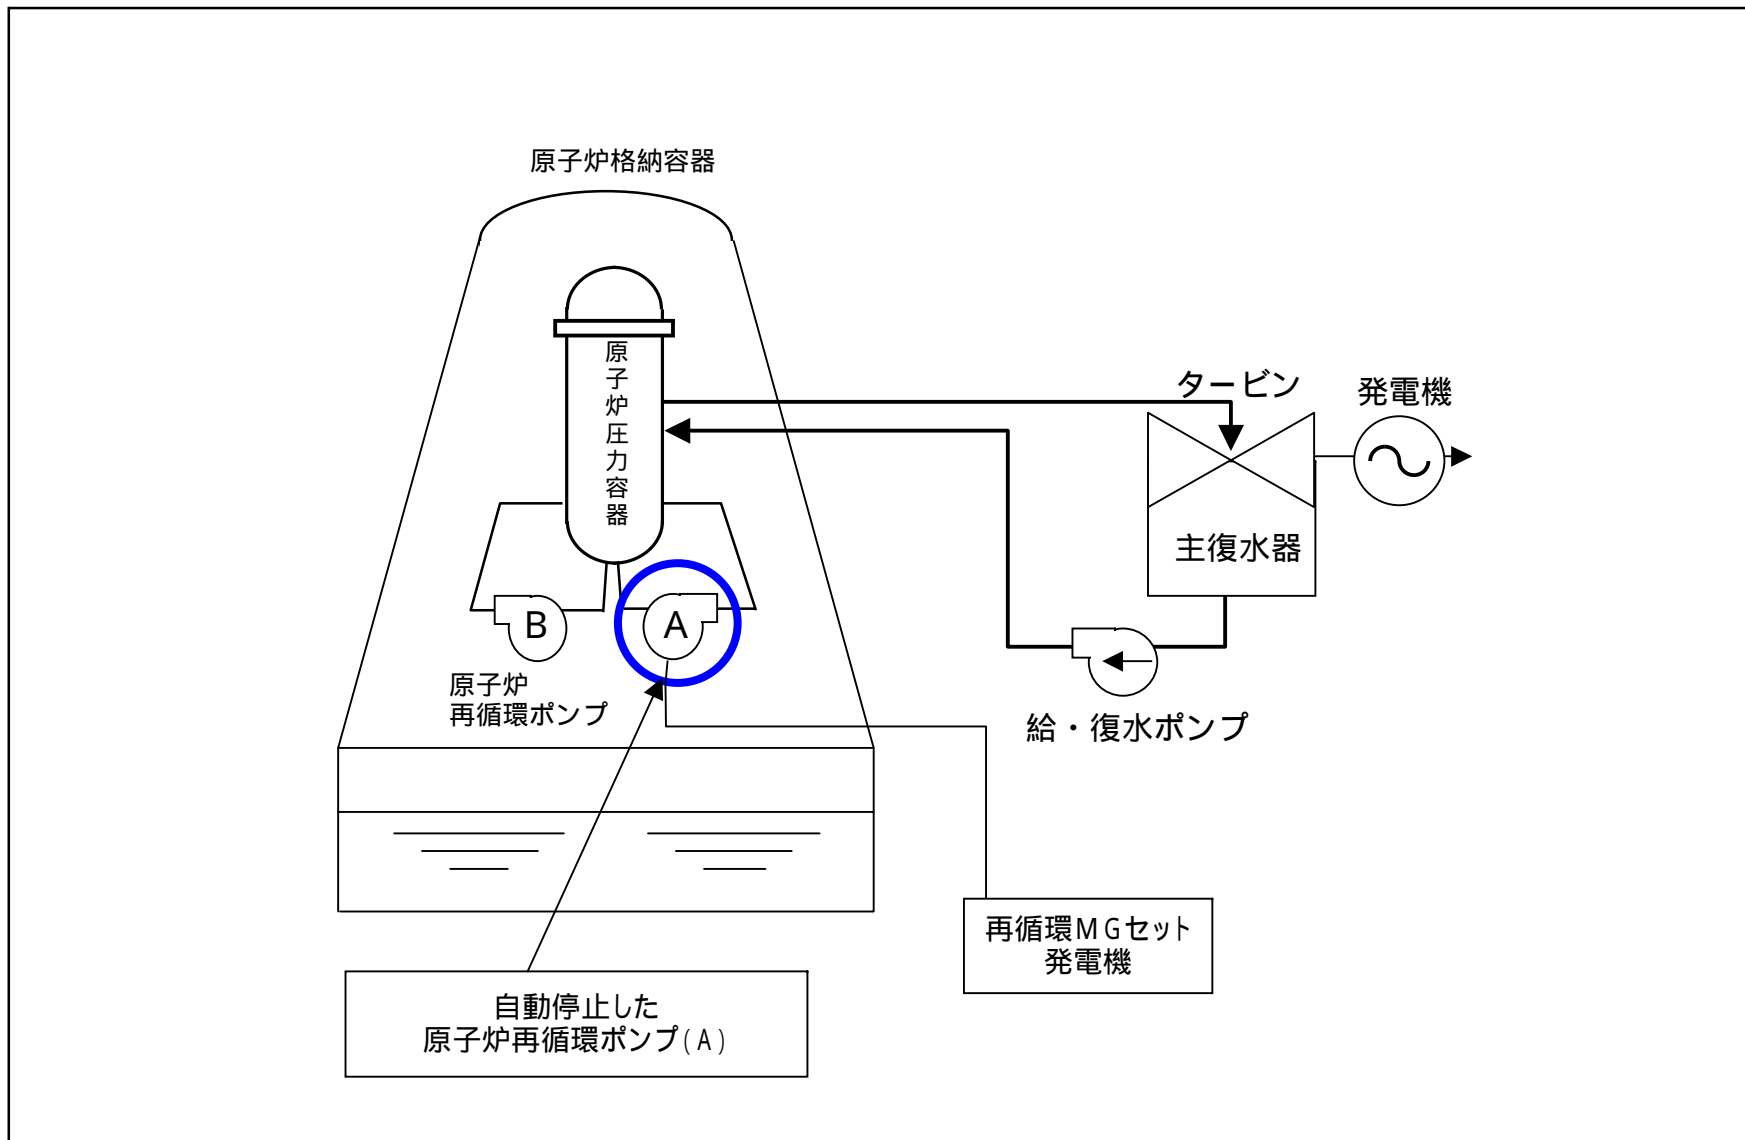 原子炉格納容器
原子炉圧力容器
タービン
発電機
主復水器
B
A
原子炉
再循環ポンプ
給・復水ポンプ
再循環MGセット
発電機
自動停止した
原子炉再循環ポンプ(A)